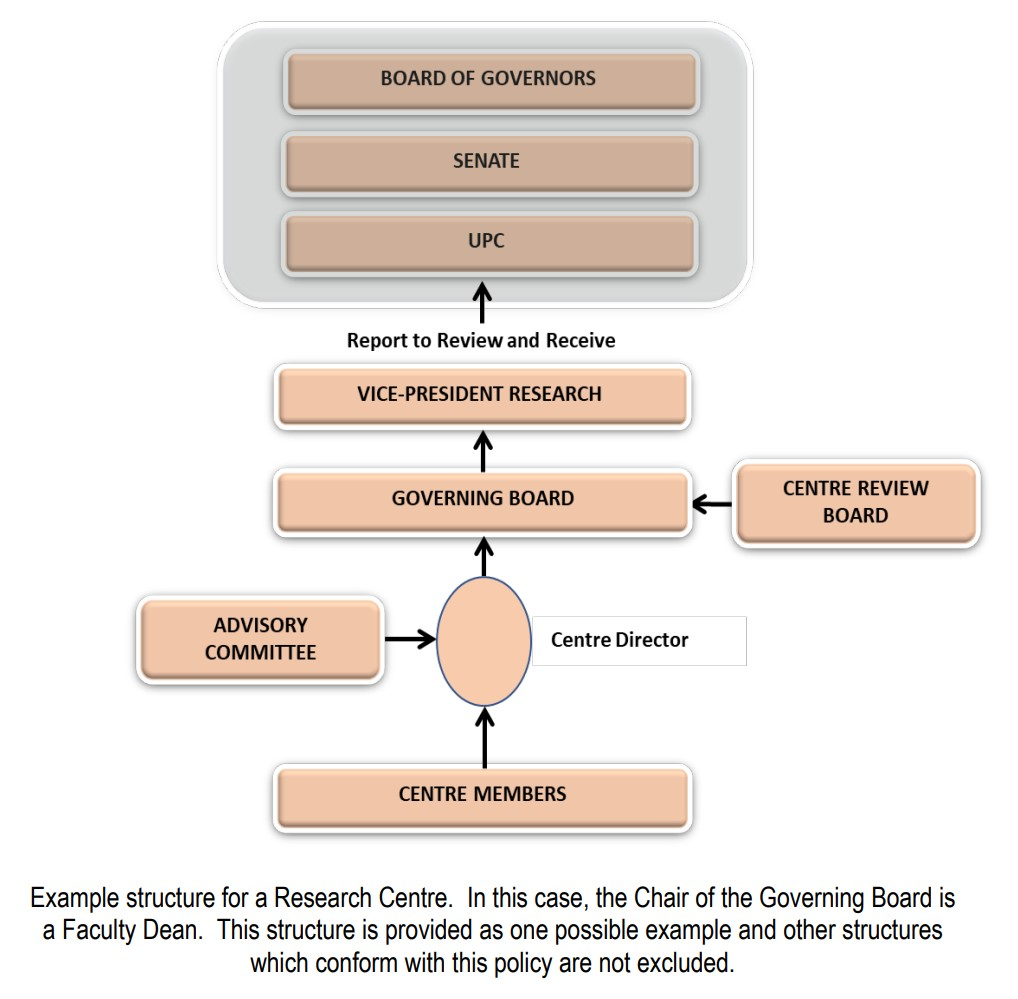 BOARD OF GOVERNORS
SENATE
UPC
Report to Review and Receive
VICE-PRESIDENT RESEARCH
GOVERNING BOARD
CENTRE REVIEW
BOARD
ADVISORY
COMMITTEE
Centre Director
CENTRE MEMBERS
Example structure for a Research Centre.  In this case, the Chair of the Governing Board is
a Faculty Dean.  This structure is provided as one possible example and other structures
which conform with this policy are not excluded.